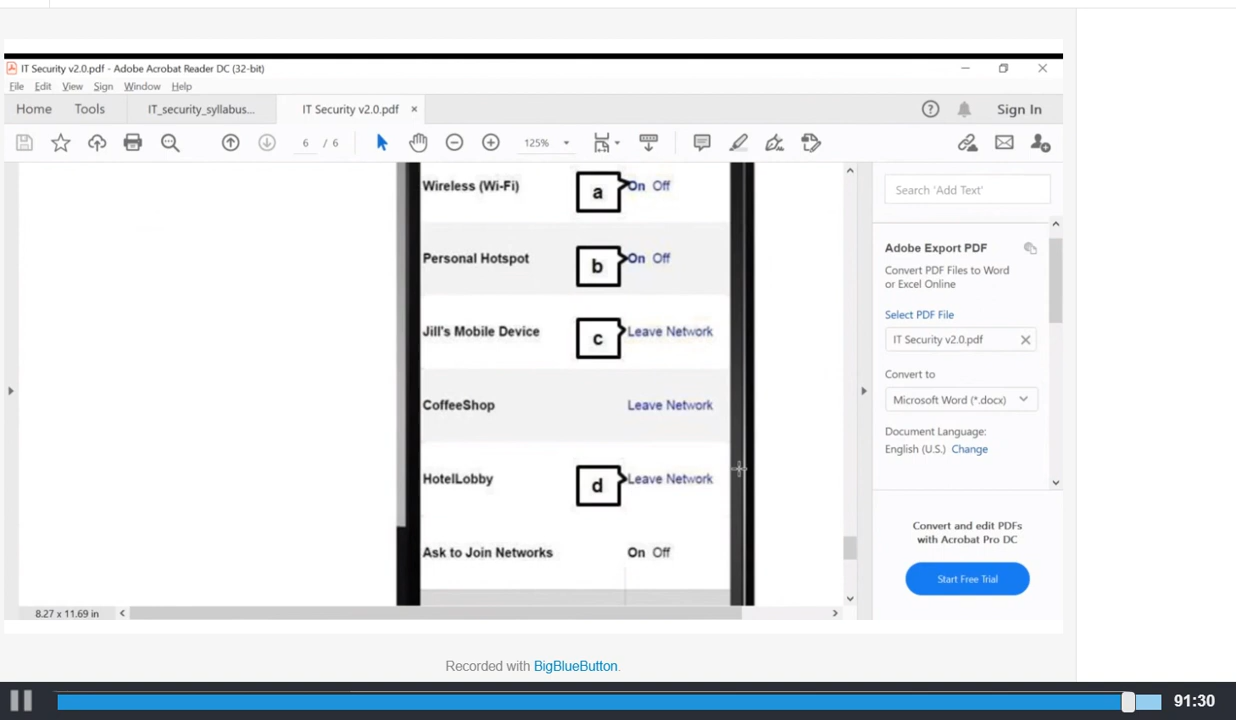 IT Security v2.0.pdf - Adobe Acrobat Reader DC (32-bit)
File Edit View Sign Window Help
Home Tools IT_security_syllabus... IT Security v2.0.pdf × Sign In
6 / 6 125%
Search 'Add Text'
Wireless (Wi-Fi) a On Off
Personal Hotspot b On Off
Jill's Mobile Device c Leave Network
CoffeeShop Leave Network
HotelLobby d Leave Network
Ask to Join Networks On Off
Adobe Export PDF
Convert PDF Files to Word
or Excel Online
Select PDF File
IT Security v2.0.pdf
Convert to
Microsoft Word (*.docx)
Document Language:
English (U.S.) Change
Convert and edit PDFs
with Acrobat Pro DC
Start Free Trial
8.27 x 11.69 in
Recorded with BigBlueButton.
91:30